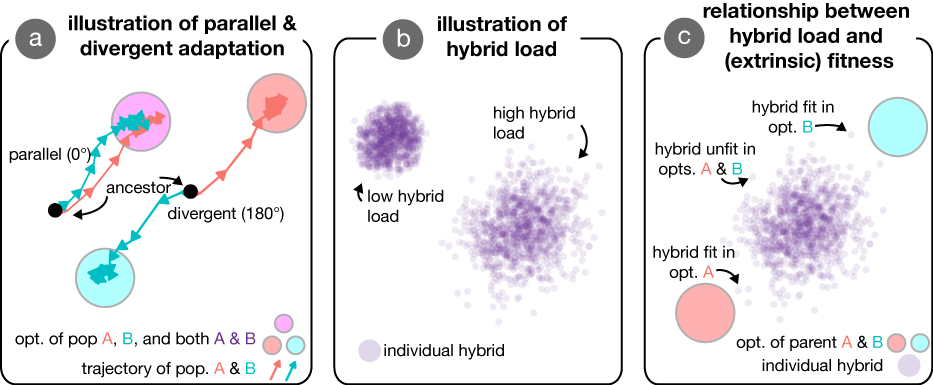 a
illustration of parallel &
divergent adaptation
parallel (0°)
ancestor
divergent (180°)
opt. of pop A, B, and both A & B
trajectory of pop. A & B
b
illustration of
hybrid load
high hybrid
load
low hybrid
load
individual hybrid
c
relationship between
hybrid load and
(extrinsic) fitness
hybrid fit in
opt. B
hybrid unfit in
opts. A & B
hybrid fit in
opt. A
opt. of parent A & B
individual hybrid